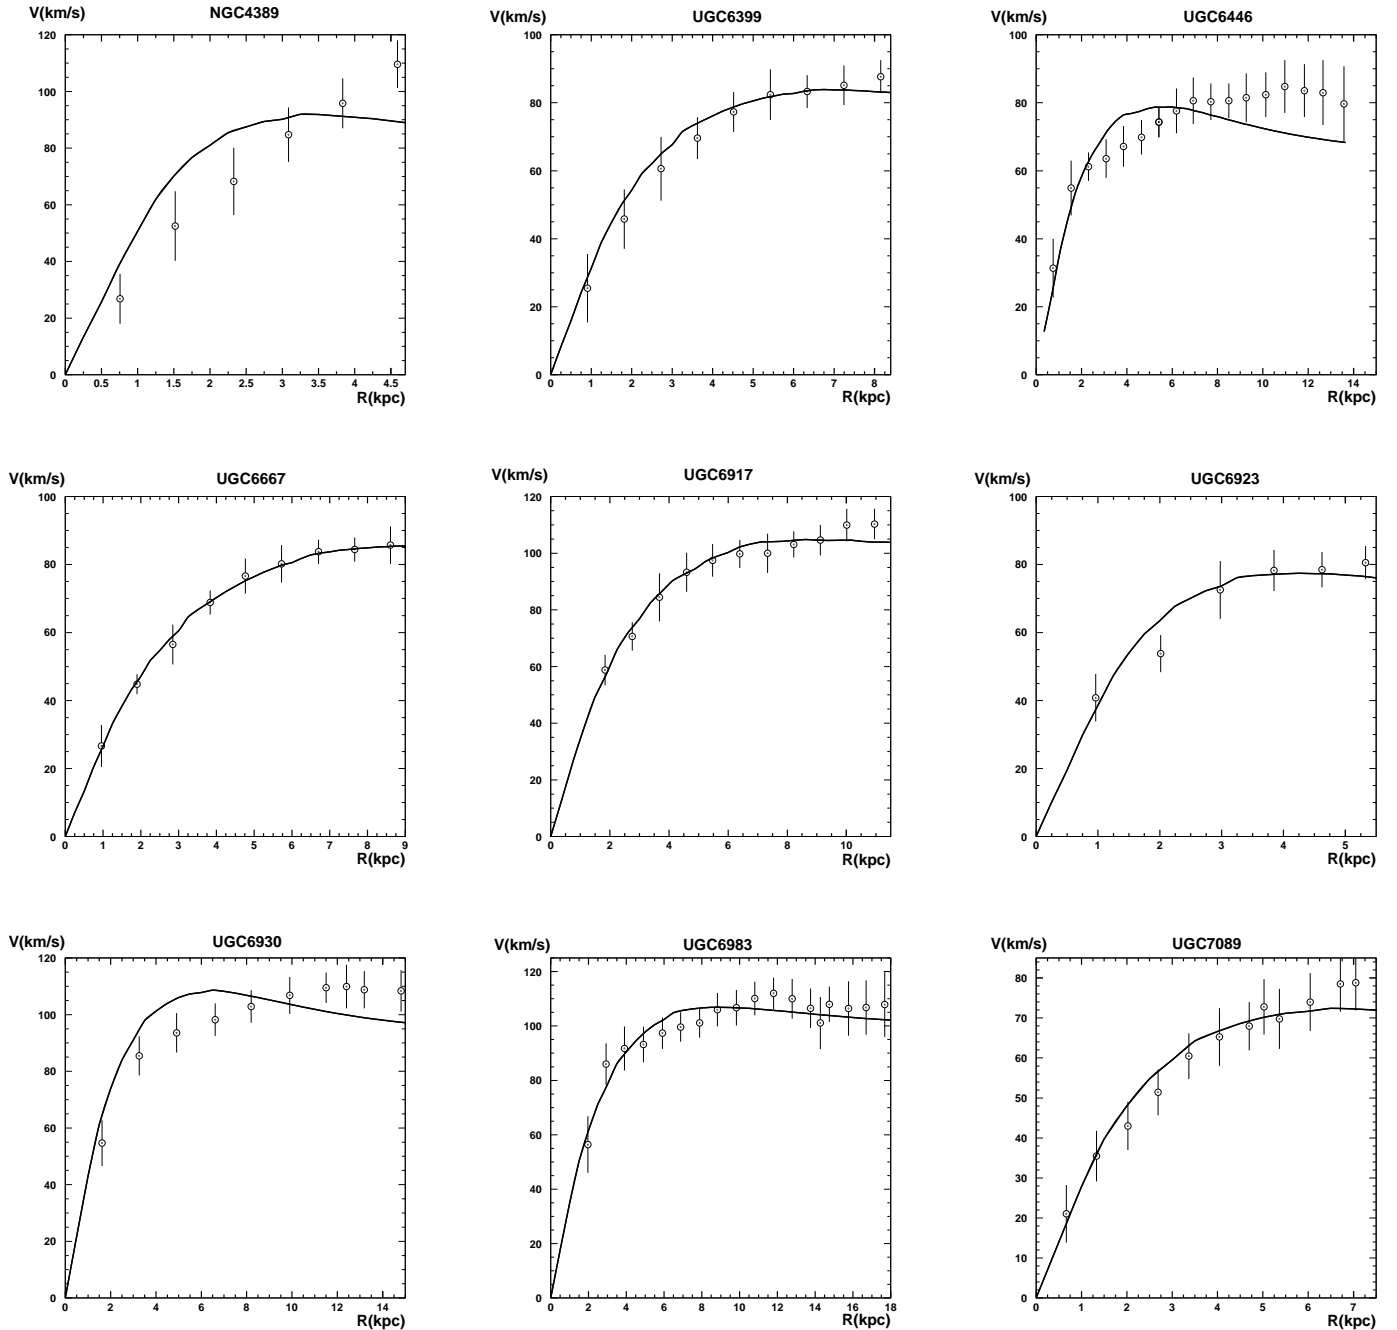 V(km/s) NGC4389
120
100
80
60
40
20
0
0 0.5 1 1.5 2 2.5 3 3.5 4 4.5
R(kpc)
V(km/s) UGC6399
100
80
60
40
20
0
0 1 2 3 4 5 6 7 8
R(kpc)
V(km/s) UGC6446
100
80
60
40
20
0
0 2 4 6 8 10 12 14
R(kpc)
V(km/s) UGC6667
100
80
60
40
20
0
0 1 2 3 4 5 6 7 8 9
R(kpc)
V(km/s) UGC6917
120
100
80
60
40
20
0
0 2 4 6 8 10
R(kpc)
V(km/s) UGC6923
100
80
60
40
20
0
0 1 2 3 4 5
R(kpc)
V(km/s) UGC6930
120
100
80
60
40
20
0
0 2 4 6 8 10 12 14
R(kpc)
V(km/s) UGC6983
120
100
80
60
40
20
0
0 2 4 6 8 10 12 14 16 18
R(kpc)
V(km/s) UGC7089
80
70
60
50
40
30
20
10
0
0 1 2 3 4 5 6 7
R(kpc)